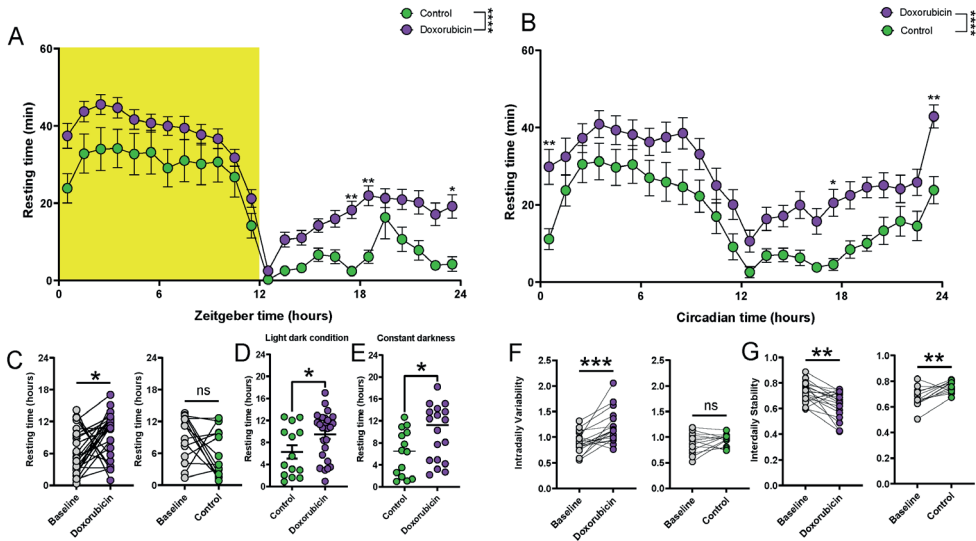 A
Control
Doxorubicin
****
Resting time (min)
60
40
20
0
0
6
12
18
24
**
**
*
Zeitgeber time (hours)
B
Doxorubicin
Control
****
Resting time (min)
60
40
20
0
0
6
12
18
24
**
*
**
Circadian time (hours)
C
Resting time (hours)
24
18
12
6
0
*
Baseline
Doxorubicin
Resting time (hours)
24
18
12
6
0
ns
Baseline
Control
D
Light dark condition
Resting time (hours)
24
18
12
6
0
*
Control
Doxorubicin
E
Constant darkness
Resting time (hours)
24
18
12
6
0
*
Control
Doxorubicin
F
Intradaily Variability
2.5
2.0
1.5
1.0
0.5
0.0
***
Baseline
Doxorubicin
2.5
2.0
1.5
1.0
0.5
0.0
ns
Baseline
Control
G
Interdaily Stability
1.0
0.8
0.6
0.4
0.2
0.0
**
Baseline
Doxorubicin
1.0
0.8
0.6
0.4
0.2
0.0
**
Baseline
Control